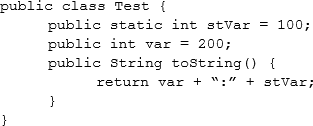 public class Test {
public static int stVar = 100;
public int var = 200;
public String toString() {
return var + “:” + stVar;
}
}